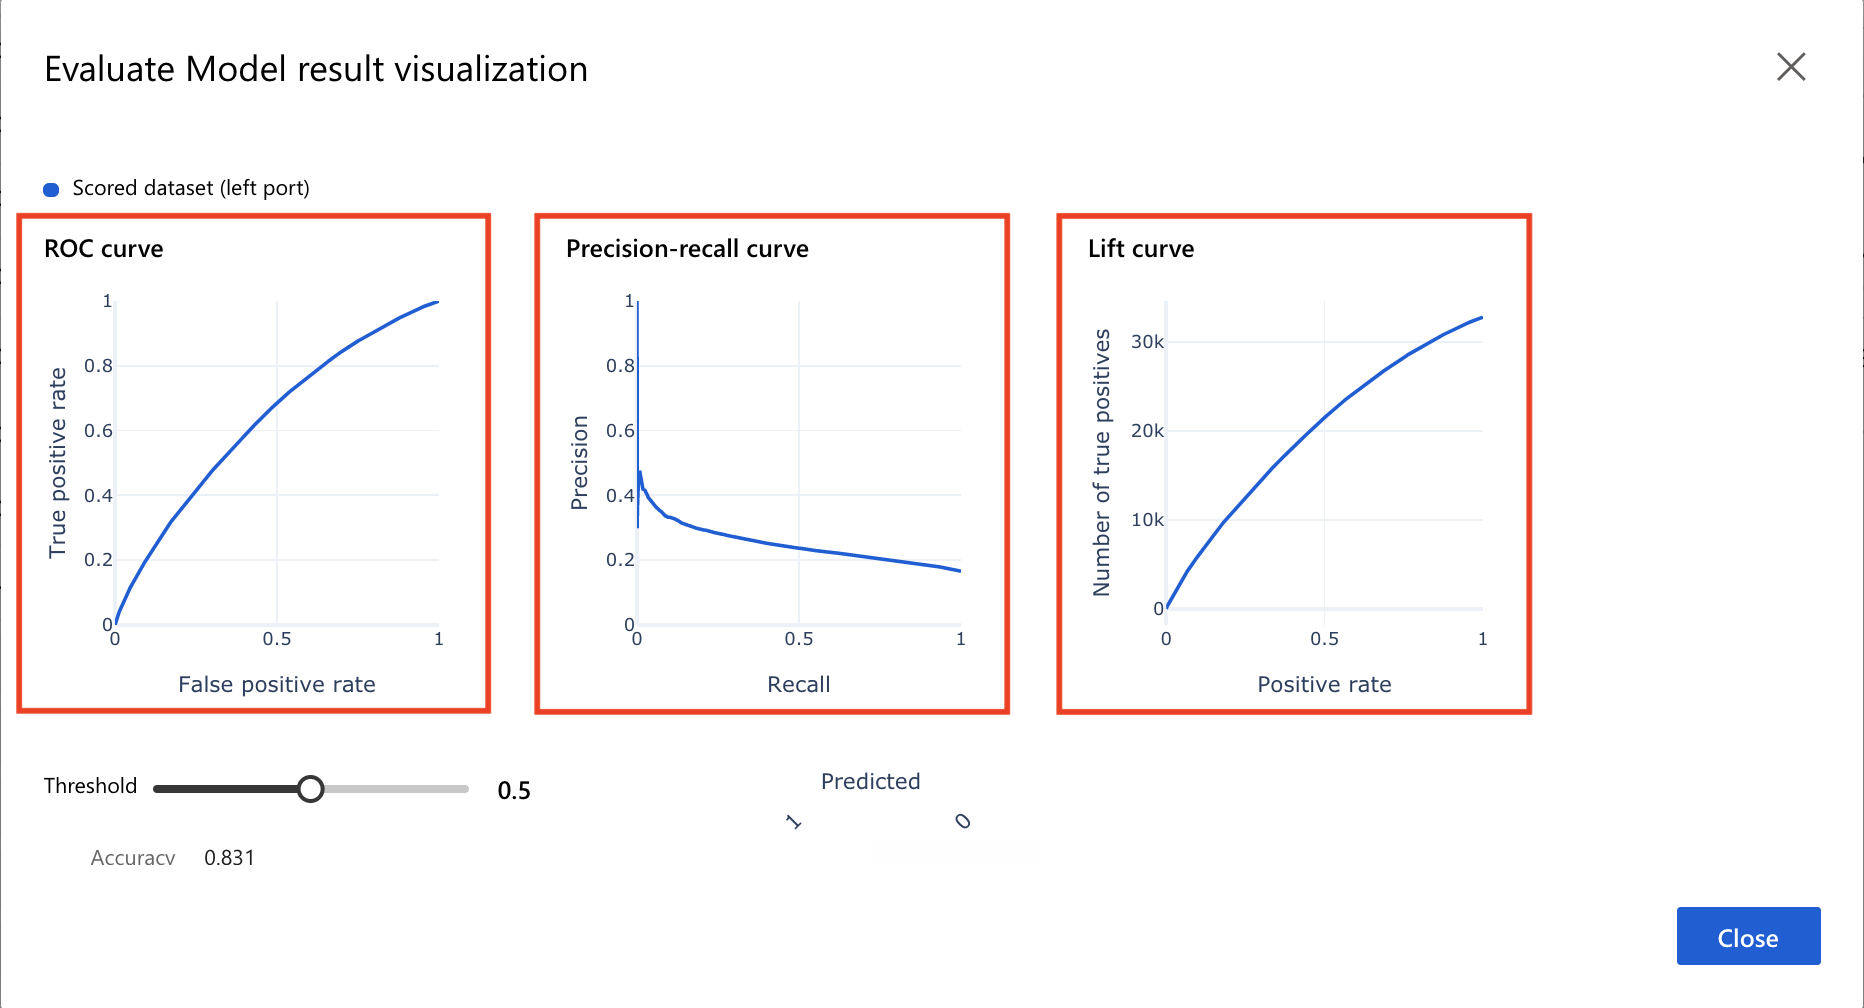 Evaluate Model result visualization
Scored dataset (left port)
ROC curve
1
0.8
0.6
0.4
0.2
0
True positive rate
0 0.5 1
False positive rate
Precision-recall curve
1
0.8
0.6
0.4
0.2
0
Precision
0 0.5 1
Recall
Lift curve
30k
20k
10k
0
Number of true positives
0 0.5 1
Positive rate
Threshold 0.5
Predicted
1 0
Accuracy 0.831
Close